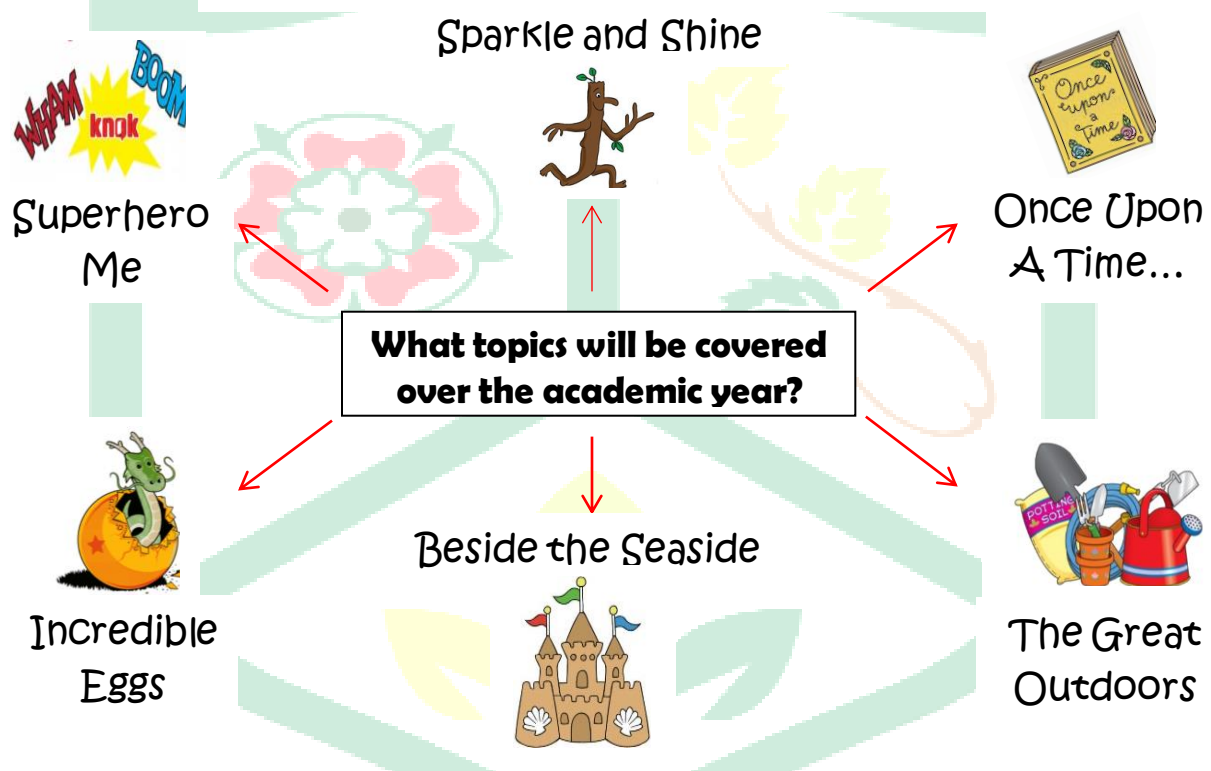 Sparkle and Shine
WHAM
BOOM
knok
Once
upon
a
Time
Superhero
Me
Once Upon
A Time...
What topics will be covered
over the academic year?
POTTING
SOIL
Beside the Seaside
Incredible
Eggs
The Great
Outdoors